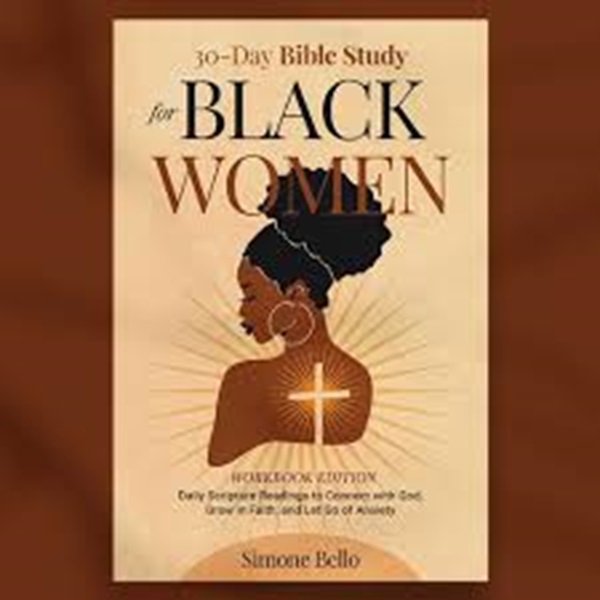 30-Day Bible Study
for BLACK
WOMEN
WORKBOOK EDITION
Daily Scripture Readings to Connect with God,
Grow in Faith, and Let Go of Anxiety
Simone Bello